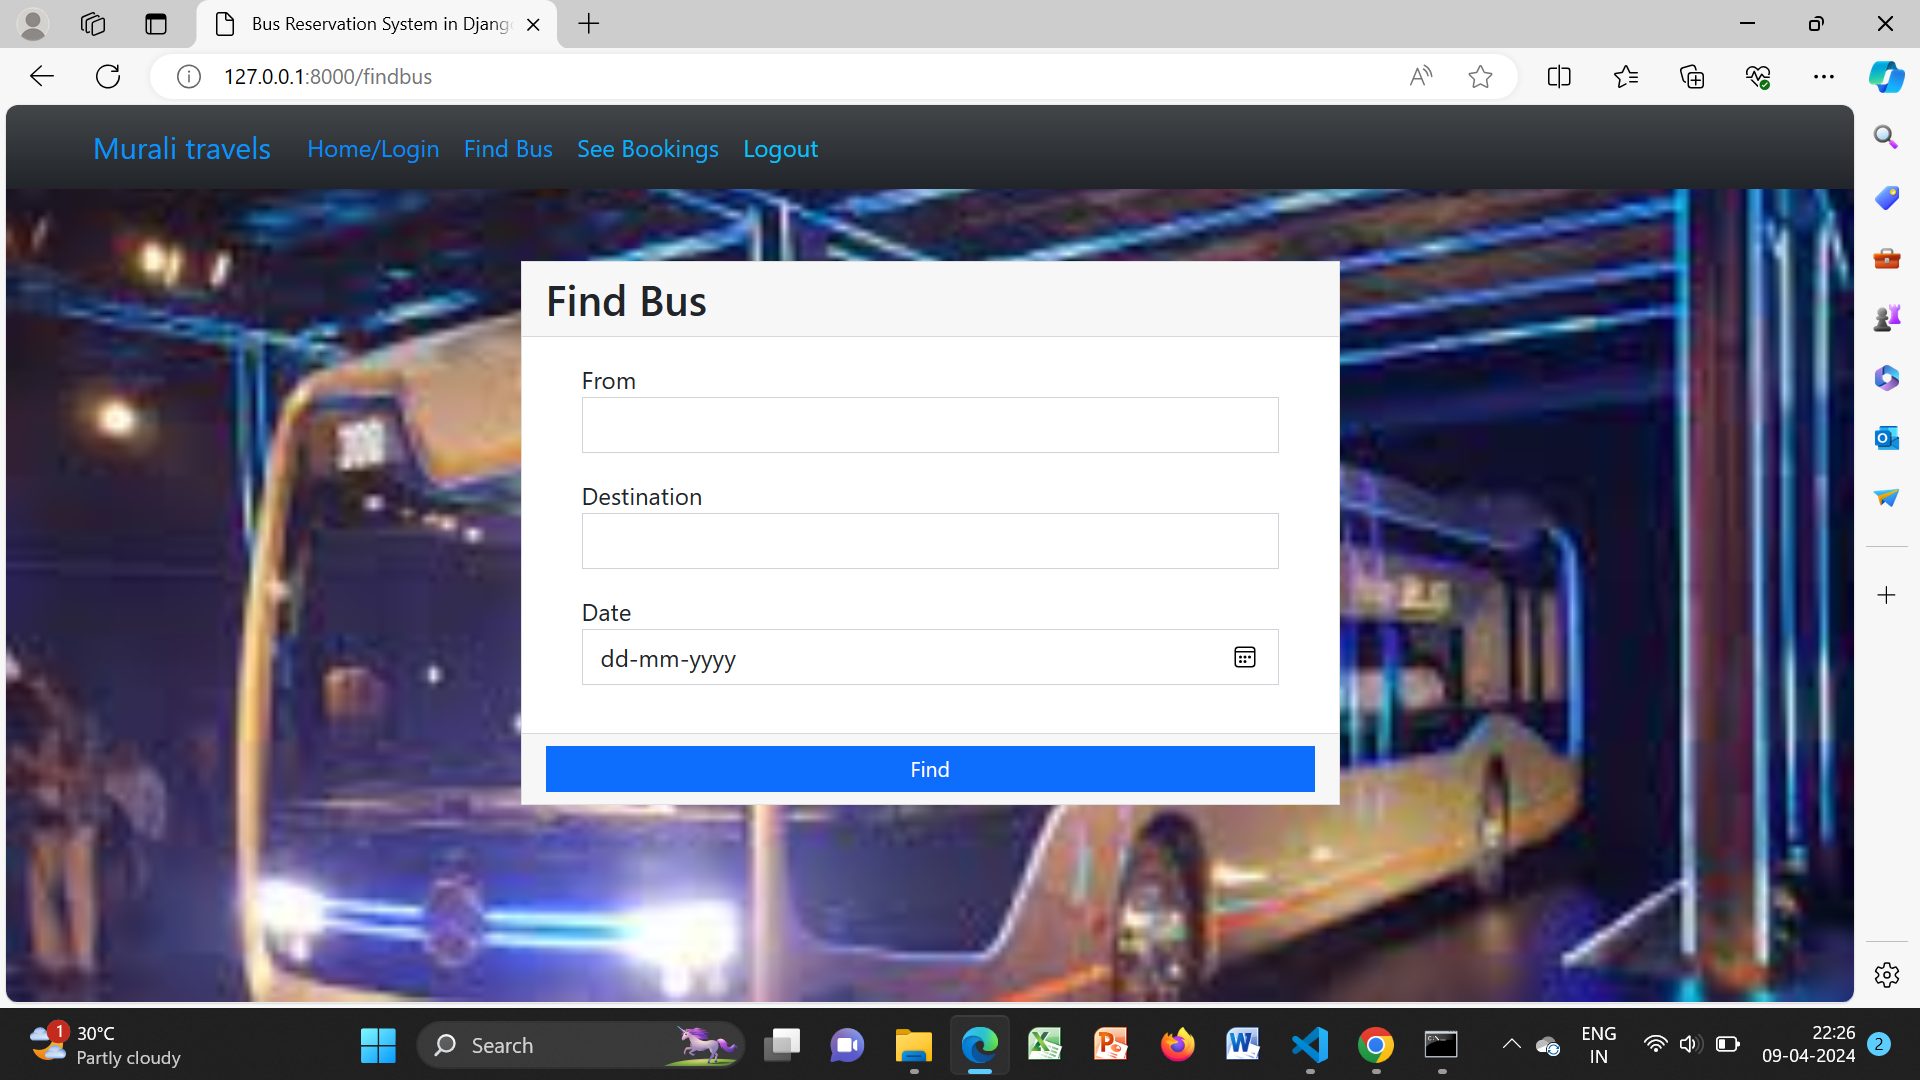 Bus Reservation System in Djang
127.0.0.1:8000/findbus
Murali travels Home/Login Find Bus See Bookings Logout
Find Bus
From
Destination
Date
dd-mm-yyyy
Find
1
30°C
Partly cloudy
Search
ENG
IN
22:26
09-04-2024
2